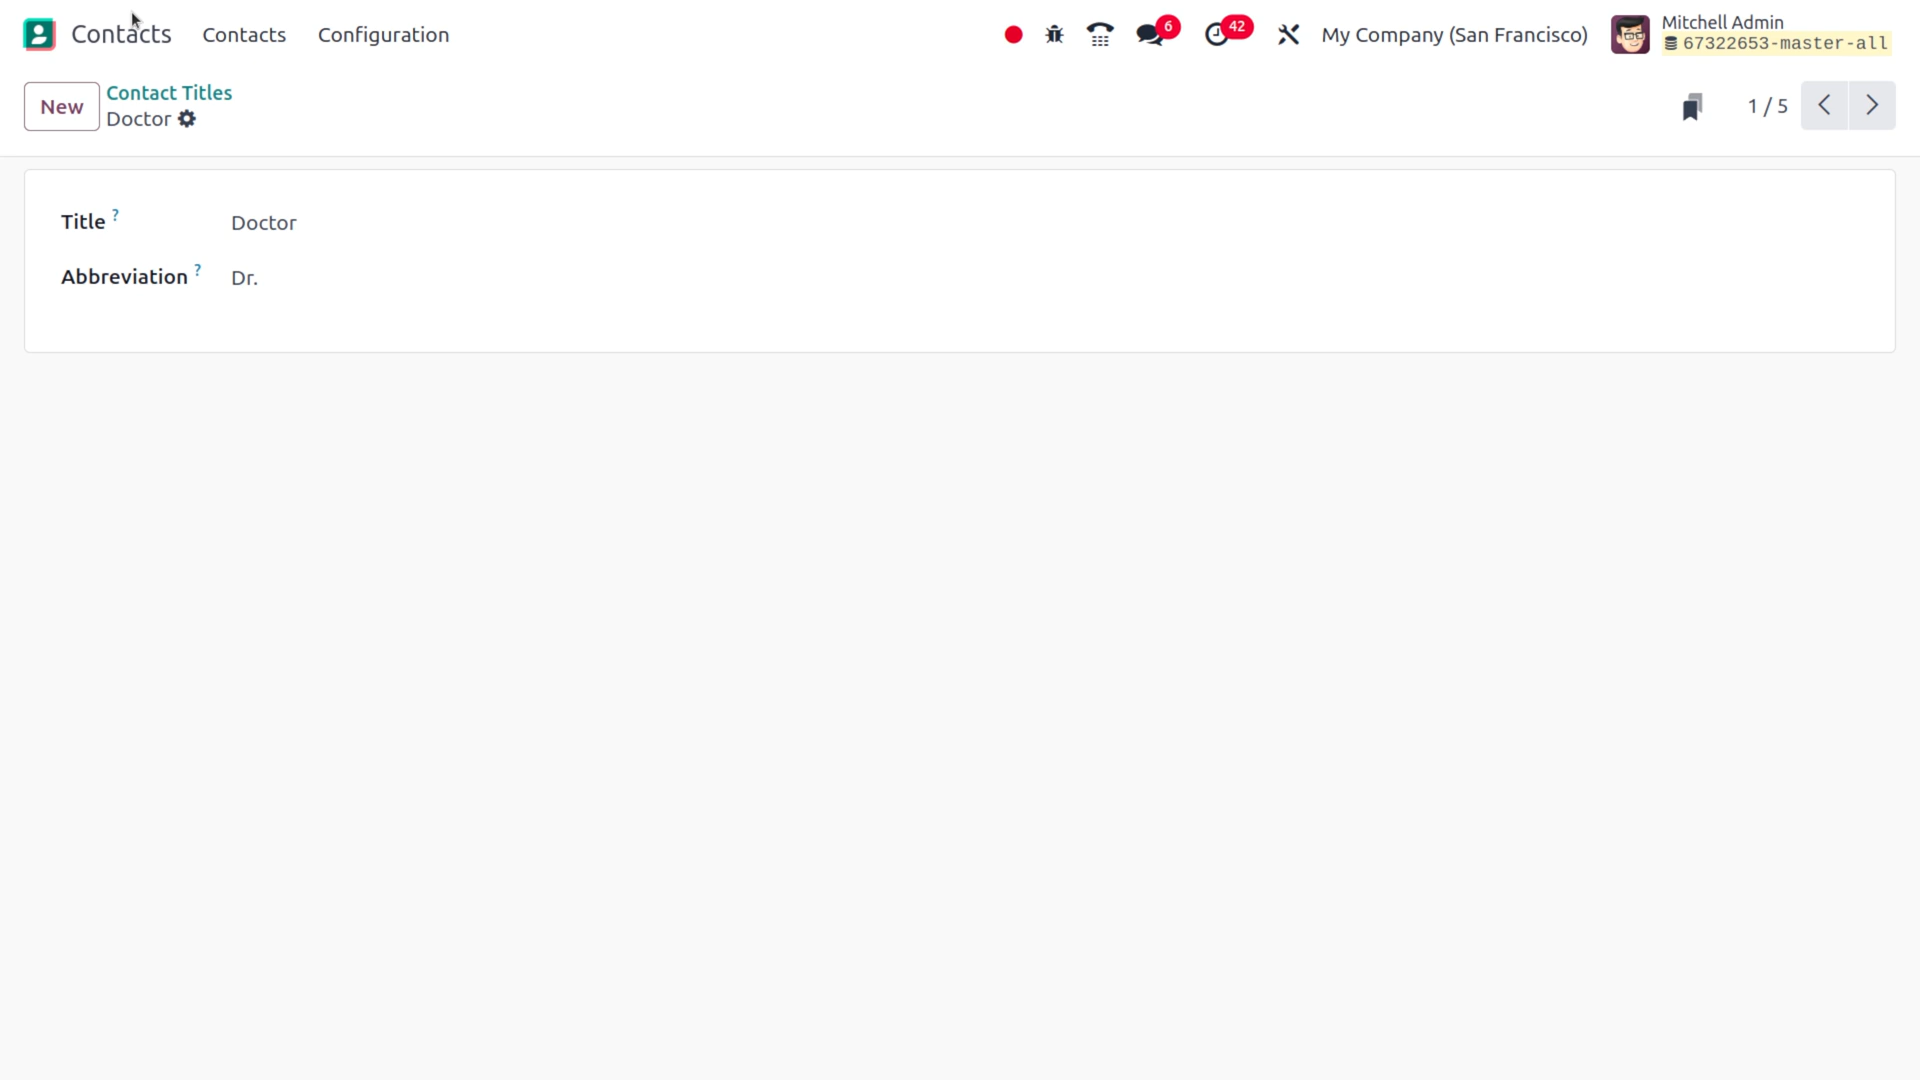 Contacts Contacts Configuration 6 42 My Company (San Francisco) Mitchell Admin
67322653-master-all
New Contact Titles
Doctor
1 / 5
Title ? Doctor
Abbreviation ? Dr.